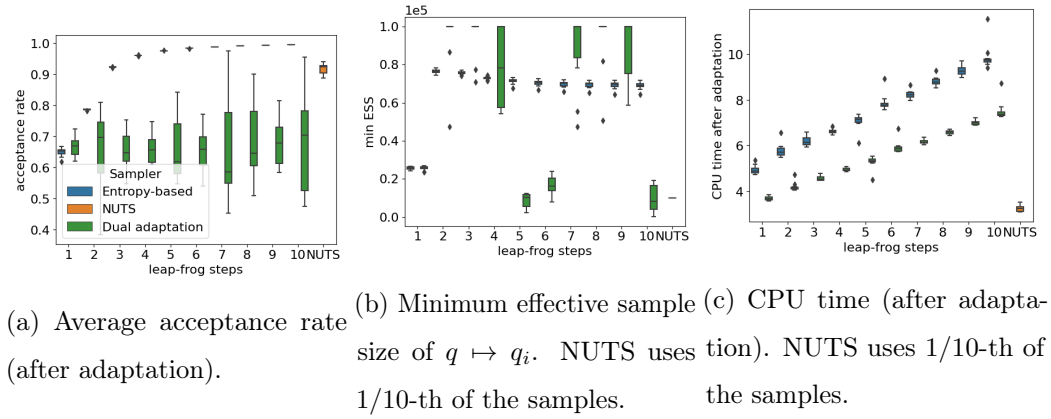 1.0
0.9
0.8
0.7
0.6
0.5
0.4
acceptance rate
Sampler
Entropy-based
NUTS
Dual adaptation
1 2 3 4 5 6 7 8 9 10 NUTS
leap-frog steps
1e5
1.0
0.8
0.6
0.4
0.2
0.0
min ESS
1 2 3 4 5 6 7 8 9 10 NUTS
leap-frog steps
10
8
6
4
CPU time after adaptation
1 2 3 4 5 6 7 8 9 10 NUTS
leap-frog steps
(a) Average acceptance rate
(after adaptation).
(b) Minimum effective sample
size of q ↦ q_i. NUTS uses
1/10-th of the samples.
(c) CPU time (after adapta-
tion). NUTS uses 1/10-th of
the samples.